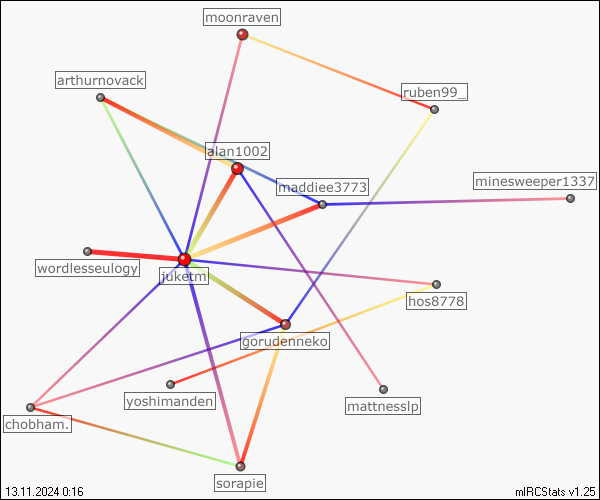 moonraven
arthurnovack
ruben99_
alan1002
maddiee3773
minesweeper1337
wordlesseulogy
juketm
hos8778
gorudenneko
yoshimanden
mattnesslp
chobham.
sorapie
13.11.2024 0:16
mIRCStats v1.25